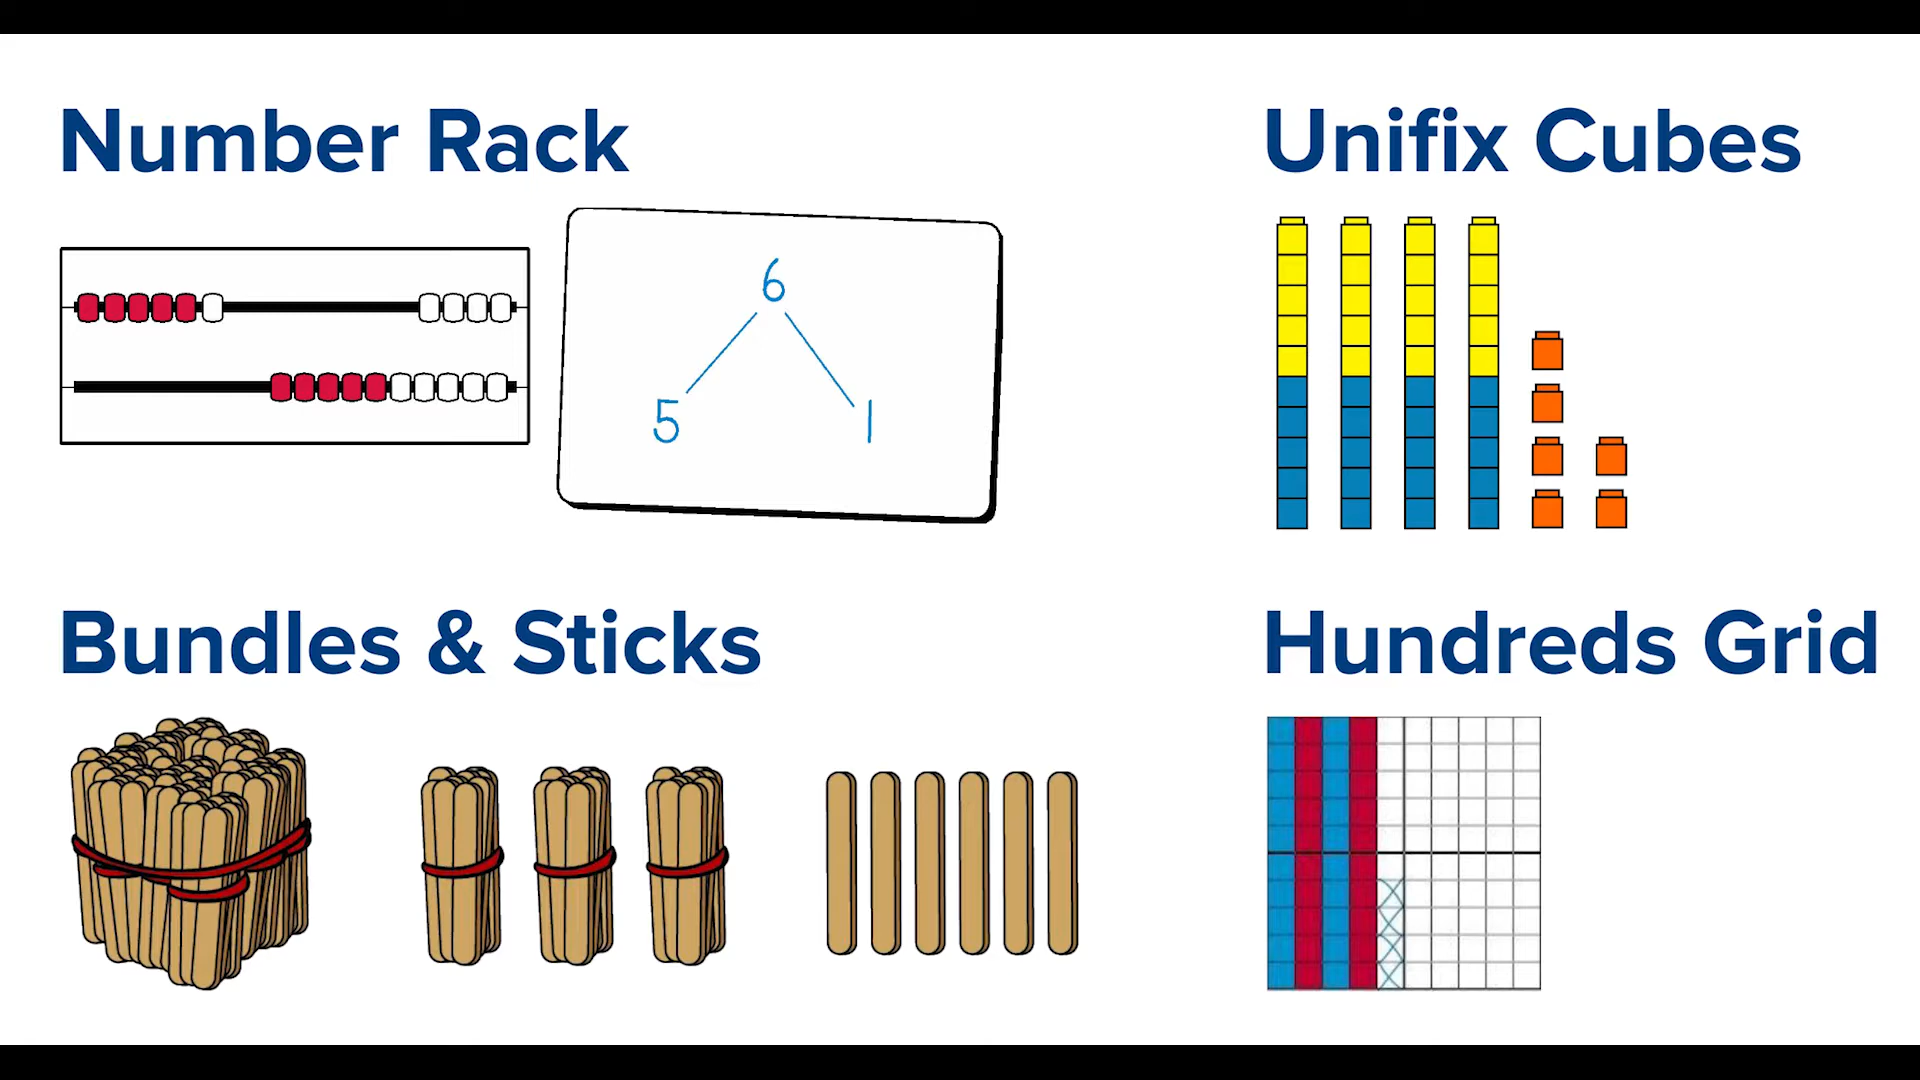 Number Rack
6
5 1
Unifix Cubes
Bundles & Sticks
Hundreds Grid